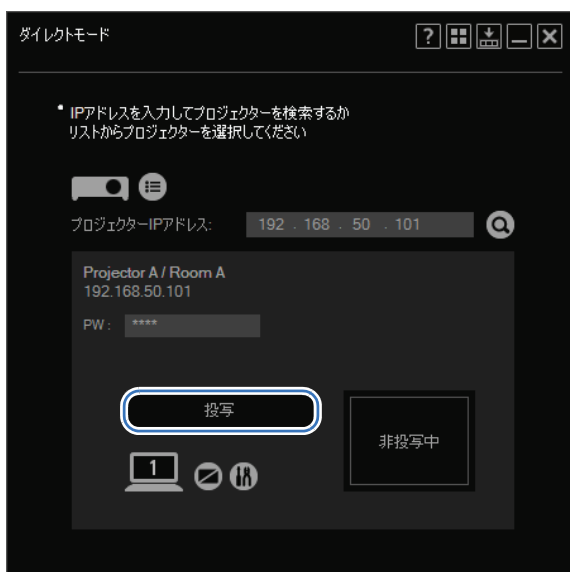 ダイレクトモード
?
* IPアドレスを入力してプロジェクターを検索するか
リストからプロジェクターを選択してください
プロジェクターIPアドレス: 192 . 168 . 50 . 101
Projector A / Room A
192.168.50.101
PW : ****
投写
非投写中
1